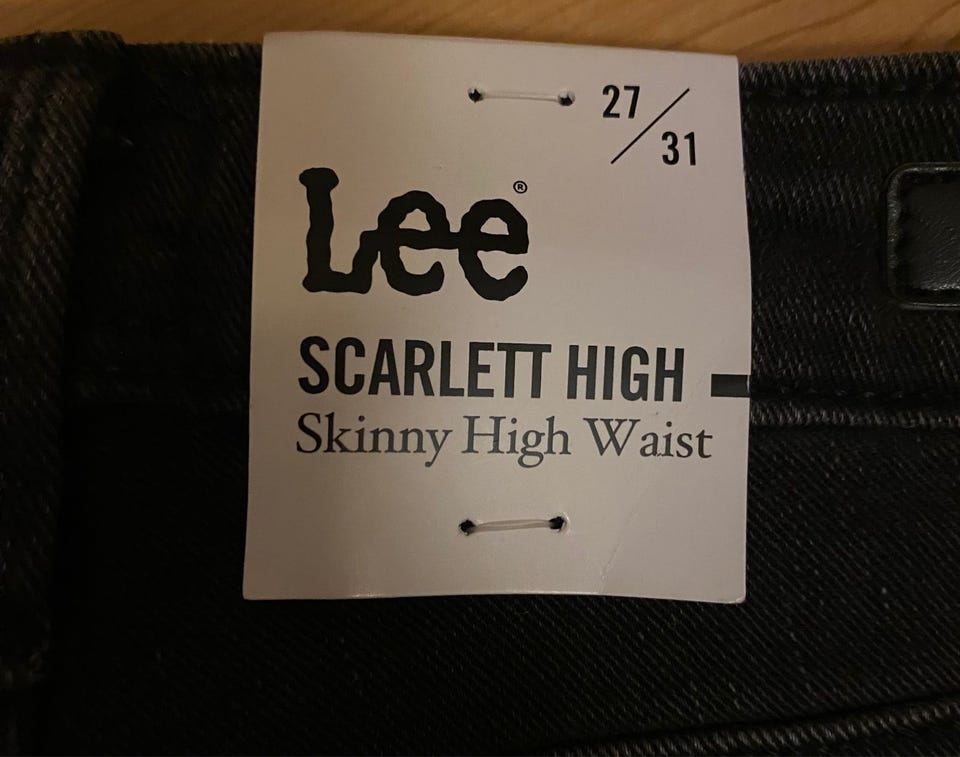 27/31
Lee®
SCARLETT HIGH
Skinny High Waist